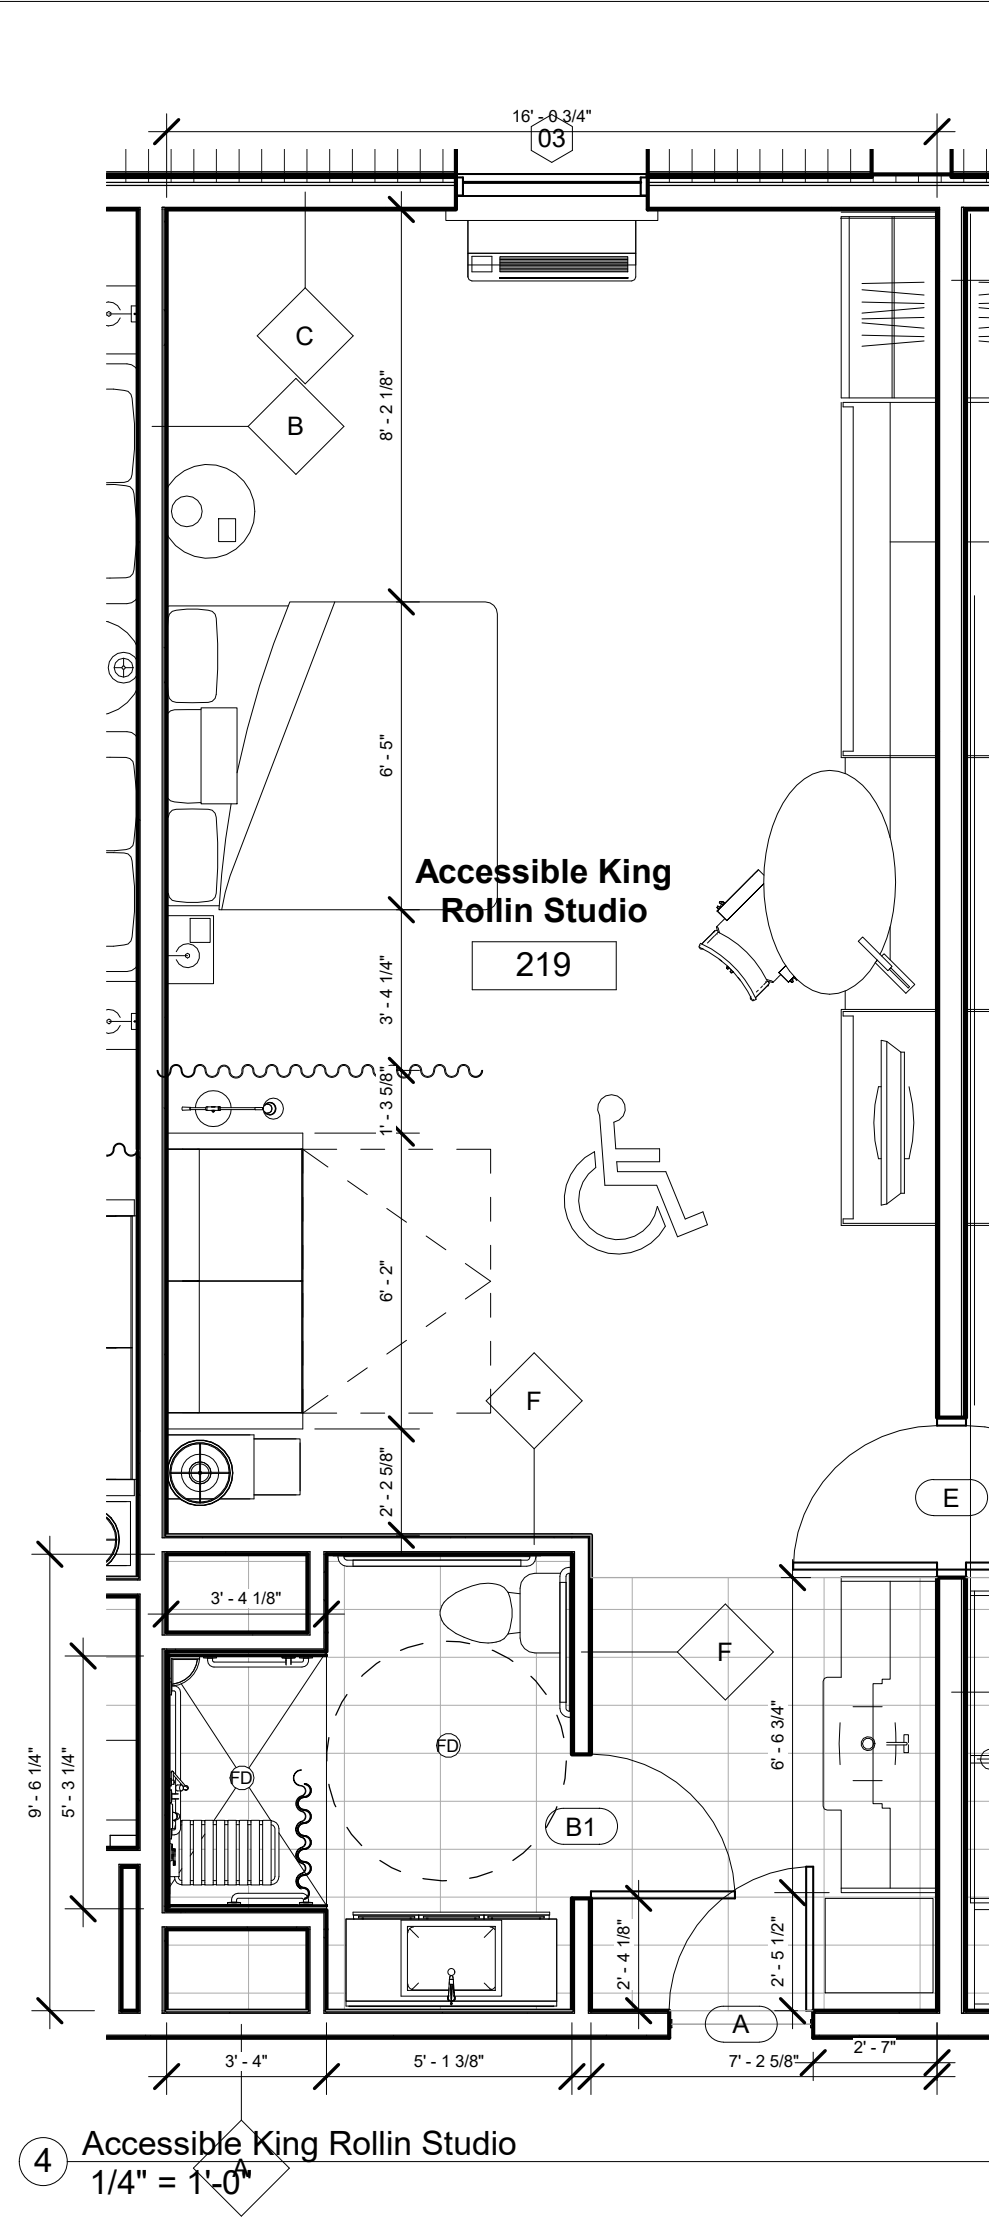 16' - 0 3/4"
03
C
8' - 2 1/8"
B
6' - 5"
Accessible King
Rollin Studio
219
3' - 4 1/4"
1' - 3 5/8"
6' - 2"
F
2' - 2 5/8"
E
3' - 4 1/8"
F
9' - 6 1/4"
5' - 3 1/4"
6' - 6 3/4"
FD
FD
B1
2' - 4 1/8"
2' - 5 1/2"
A
3' - 4"
5' - 1 3/8"
7' - 2 5/8"
2' - 7"
4
Accessible King Rollin Studio
A
1/4" = 1'-0"